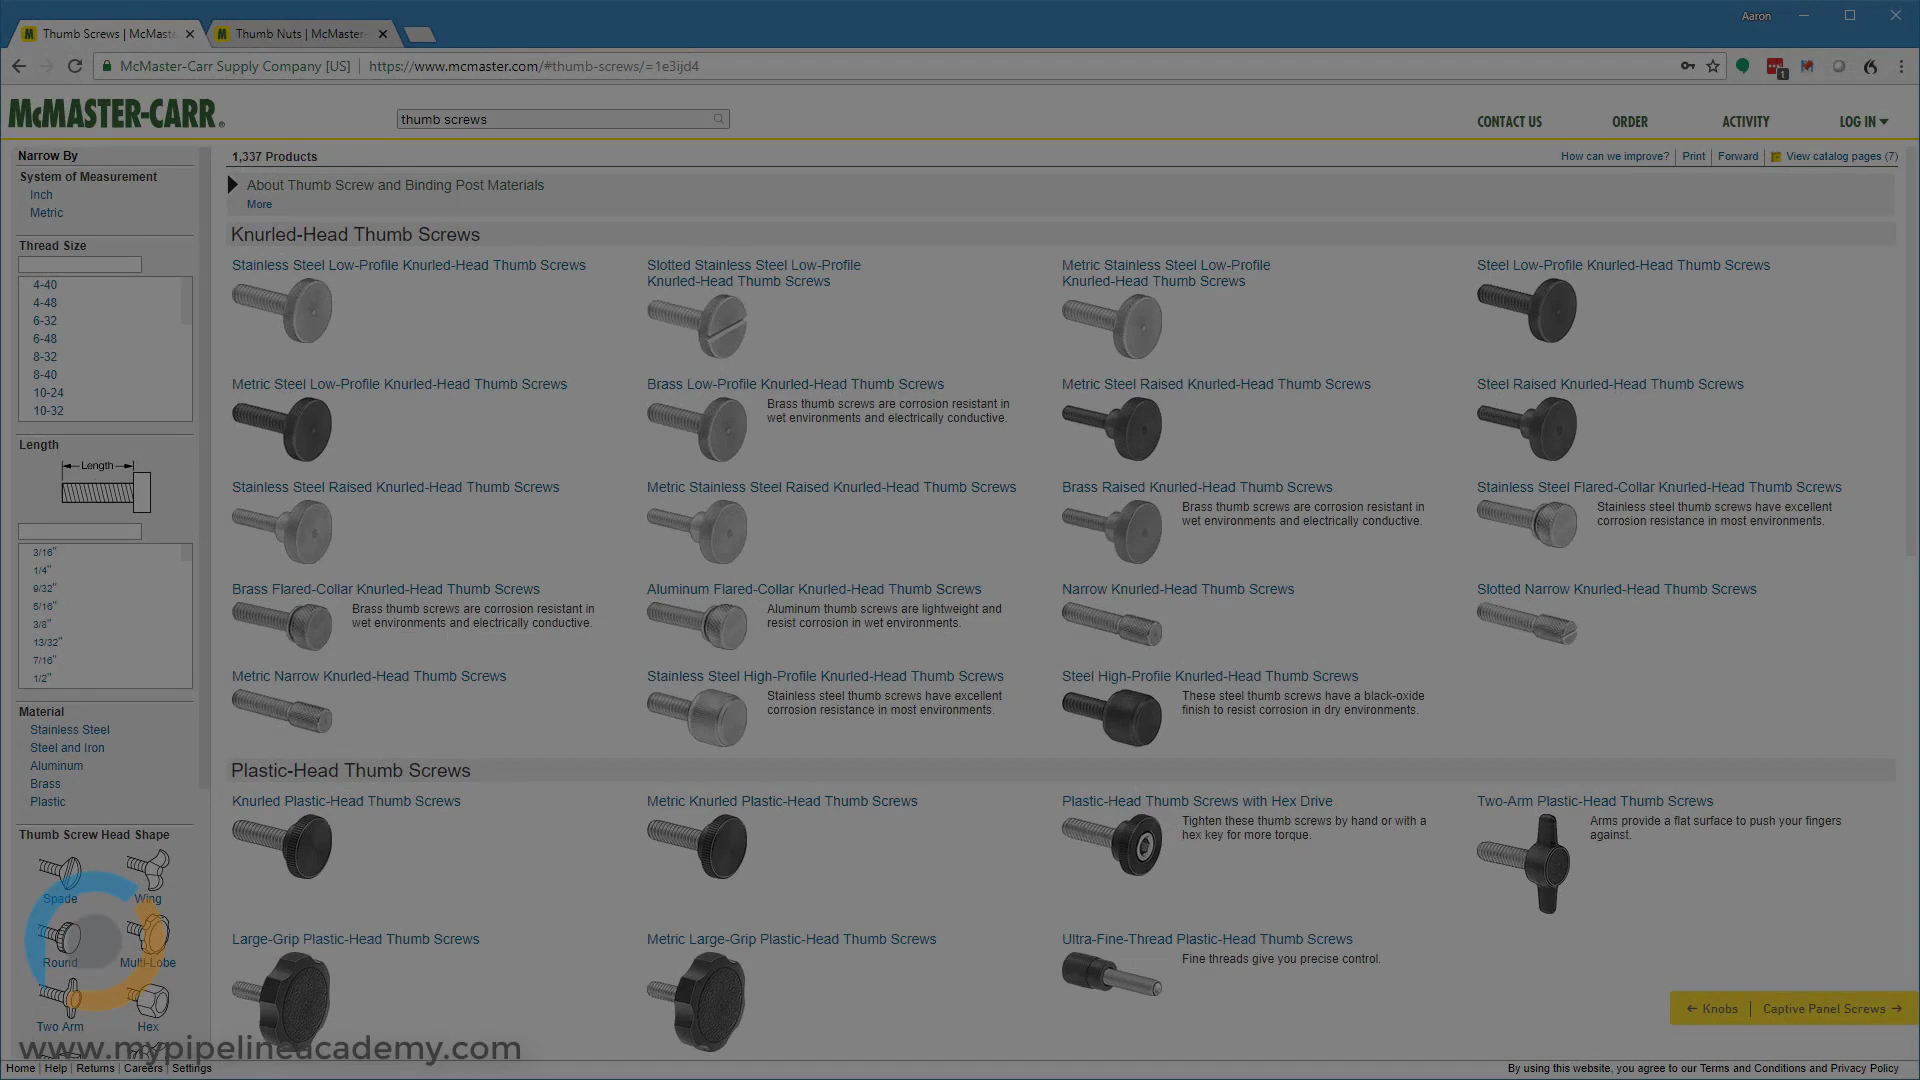 Aaron
Thumb Screws | McMaste
Thumb Nuts | McMaster-
McMaster-Carr Supply Company [US]
https://www.mcmaster.com/#thumb-screws/=1e3ijd4
1
McMASTER-CARR®
thumb screws
CONTACT US
ORDER
ACTIVITY
LOG IN
Narrow By
System of Measurement
Inch
Metric
Thread Size
4-40
4-48
6-32
6-48
8-32
8-40
10-24
10-32
Length
Length
3/16"
1/4"
9/32"
5/16"
3/8"
13/32"
7/16"
1/2"
Material
Stainless Steel
Steel and Iron
Aluminum
Brass
Plastic
Thumb Screw Head Shape
Spade
Wing
Round
Multi-Lobe
Two Arm
Hex
1,337 Products
How can we improve?
Print
Forward
View catalog pages (7)
About Thumb Screw and Binding Post Materials
More
Knurled-Head Thumb Screws
Stainless Steel Low-Profile Knurled-Head Thumb Screws
Slotted Stainless Steel Low-Profile
Knurled-Head Thumb Screws
Metric Stainless Steel Low-Profile
Knurled-Head Thumb Screws
Steel Low-Profile Knurled-Head Thumb Screws
Metric Steel Low-Profile Knurled-Head Thumb Screws
Brass Low-Profile Knurled-Head Thumb Screws
Brass thumb screws are corrosion resistant in
wet environments and electrically conductive.
Metric Steel Raised Knurled-Head Thumb Screws
Steel Raised Knurled-Head Thumb Screws
Stainless Steel Raised Knurled-Head Thumb Screws
Metric Stainless Steel Raised Knurled-Head Thumb Screws
Brass Raised Knurled-Head Thumb Screws
Brass thumb screws are corrosion resistant in
wet environments and electrically conductive.
Stainless Steel Flared-Collar Knurled-Head Thumb Screws
Stainless steel thumb screws have excellent
corrosion resistance in most environments.
Brass Flared-Collar Knurled-Head Thumb Screws
Brass thumb screws are corrosion resistant in
wet environments and electrically conductive.
Aluminum Flared-Collar Knurled-Head Thumb Screws
Aluminum thumb screws are lightweight and
resist corrosion in wet environments.
Narrow Knurled-Head Thumb Screws
Slotted Narrow Knurled-Head Thumb Screws
Metric Narrow Knurled-Head Thumb Screws
Stainless Steel High-Profile Knurled-Head Thumb Screws
Stainless steel thumb screws have excellent
corrosion resistance in most environments.
Steel High-Profile Knurled-Head Thumb Screws
These steel thumb screws have a black-oxide
finish to resist corrosion in dry environments.
Plastic-Head Thumb Screws
Knurled Plastic-Head Thumb Screws
Metric Knurled Plastic-Head Thumb Screws
Plastic-Head Thumb Screws with Hex Drive
Tighten these thumb screws by hand or with a
hex key for more torque.
Two-Arm Plastic-Head Thumb Screws
Arms provide a flat surface to push your fingers
against.
Large-Grip Plastic-Head Thumb Screws
Metric Large-Grip Plastic-Head Thumb Screws
Ultra-Fine-Thread Plastic-Head Thumb Screws
Fine threads give you precise control.
Knobs
Captive Panel Screws
www.mypipelineacademy.com
Home | Help | Returns | Careers | Settings
By using this website, you agree to our Terms and Conditions and Privacy Policy